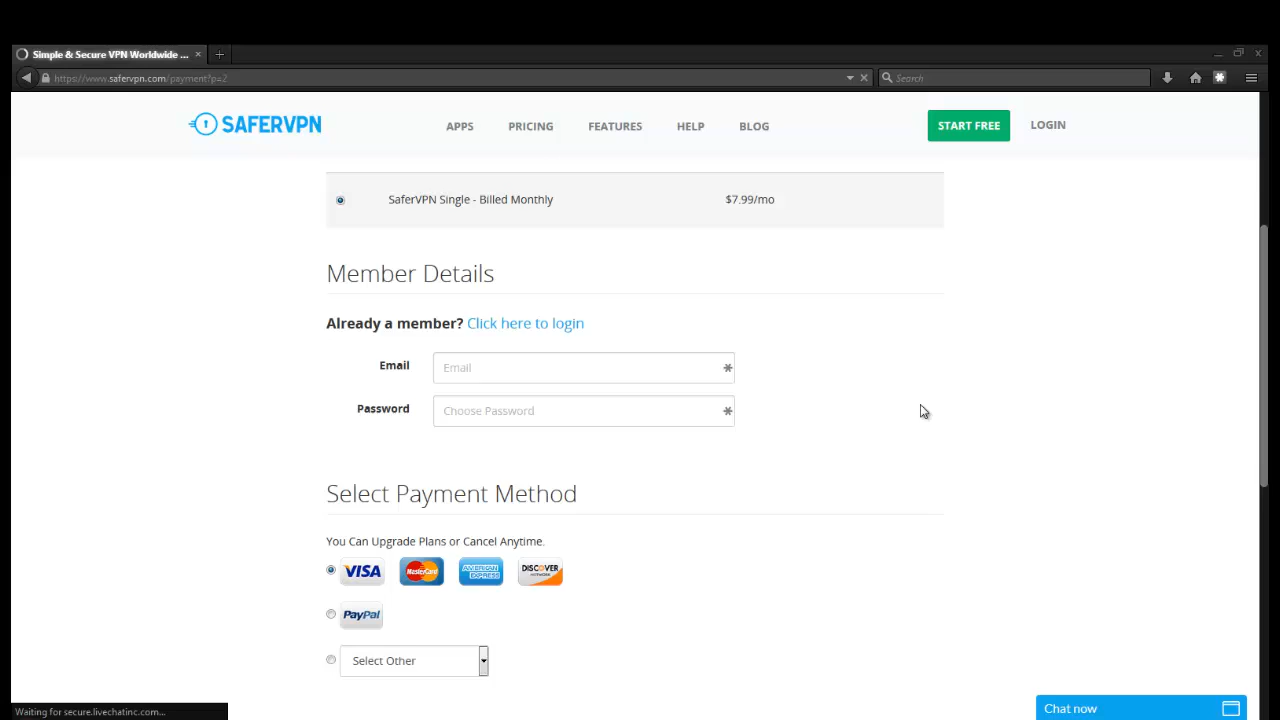 Simple & Secure VPN Worldwide ...
https://www.safervpn.com/payment?p=2
Search
SAFERVPN
APPS PRICING FEATURES HELP BLOG
START FREE
LOGIN
SaferVPN Single - Billed Monthly $7.99/mo
Member Details
Already a member? Click here to login
Email Email
Password Choose Password
Select Payment Method
You Can Upgrade Plans or Cancel Anytime.
VISA MasterCard AMERICAN EXPRESS DISCOVER NETWORK
PayPal
Select Other
Waiting for secure.livechatinc.com...
Chat now